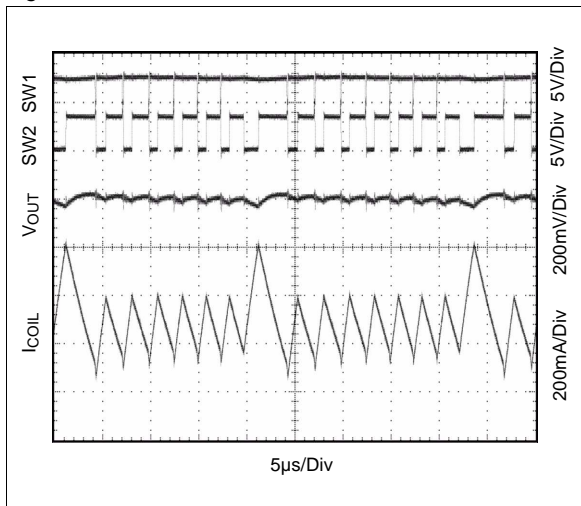 SW1
SW2
VOUT
ICOIL
5V/Div
5V/Div
200mV/Div
200mA/Div
5µs/Div